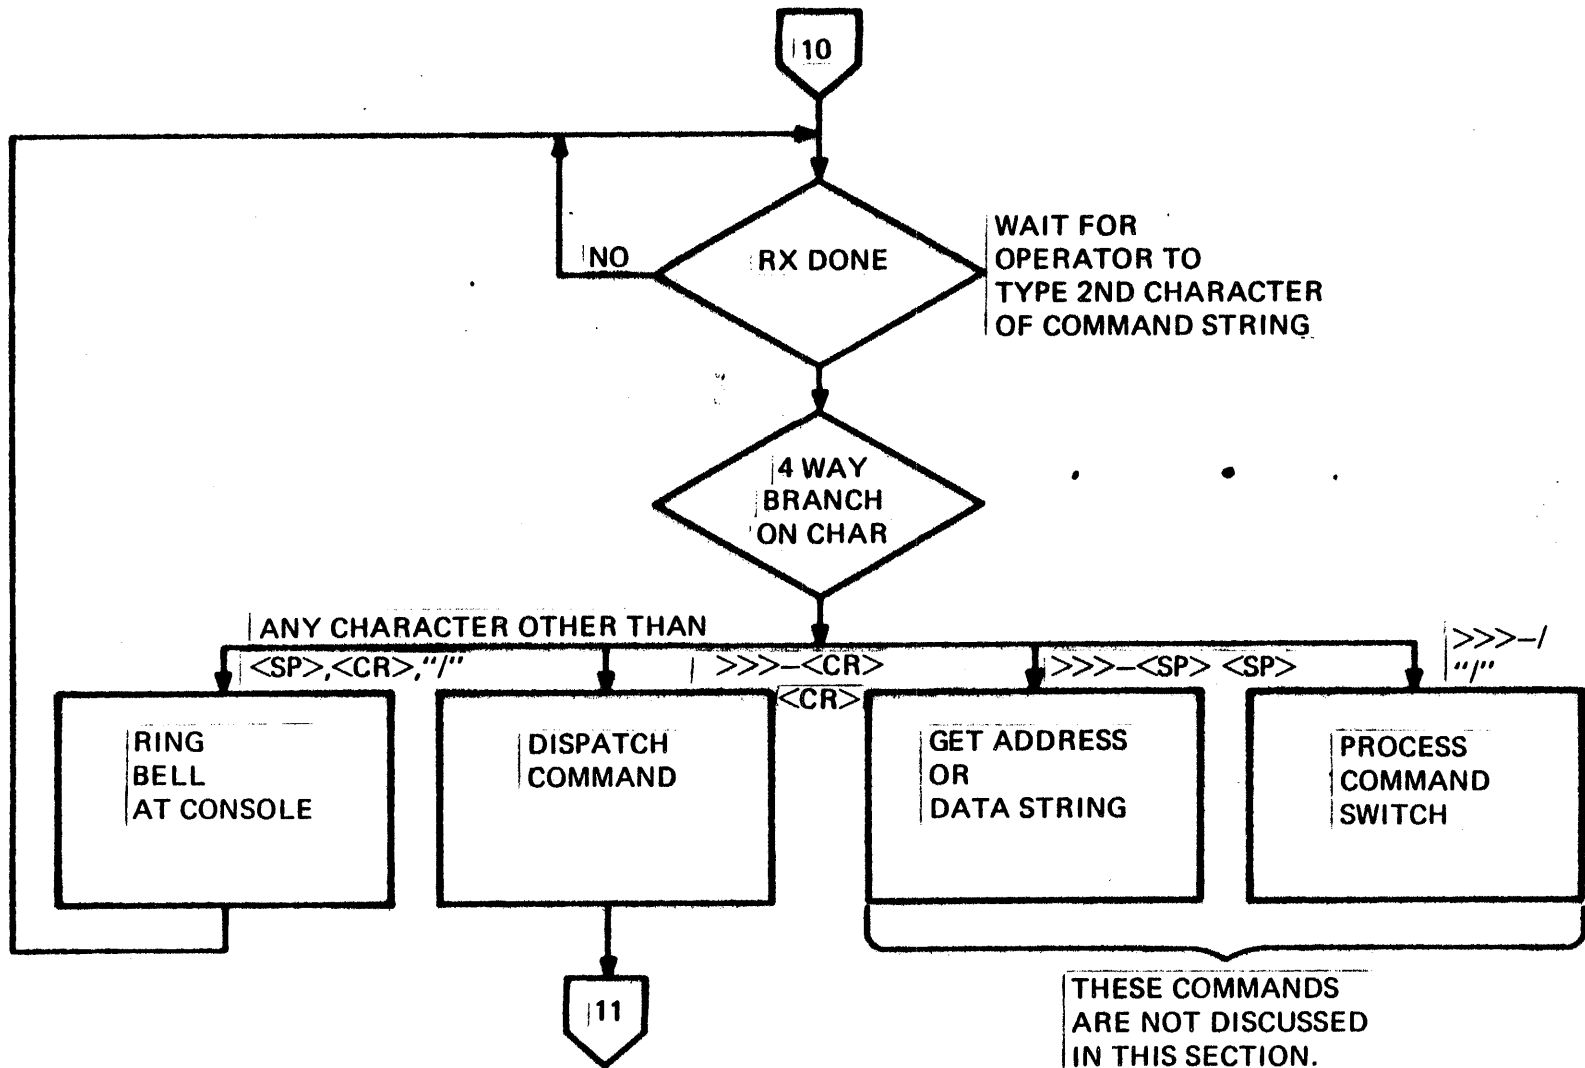 10
NO
RX DONE
WAIT FOR
OPERATOR TO
TYPE 2ND CHARACTER
OF COMMAND STRING
4 WAY
BRANCH
ON CHAR
ANY CHARACTER OTHER THAN
<SP>,<CR>,"/"
>>>–<CR>
<CR>
>>>–<SP> <SP>
>>>–/
"/"
RING
BELL
AT CONSOLE
DISPATCH
COMMAND
GET ADDRESS
OR
DATA STRING
PROCESS
COMMAND
SWITCH
11
THESE COMMANDS
ARE NOT DISCUSSED
IN THIS SECTION.